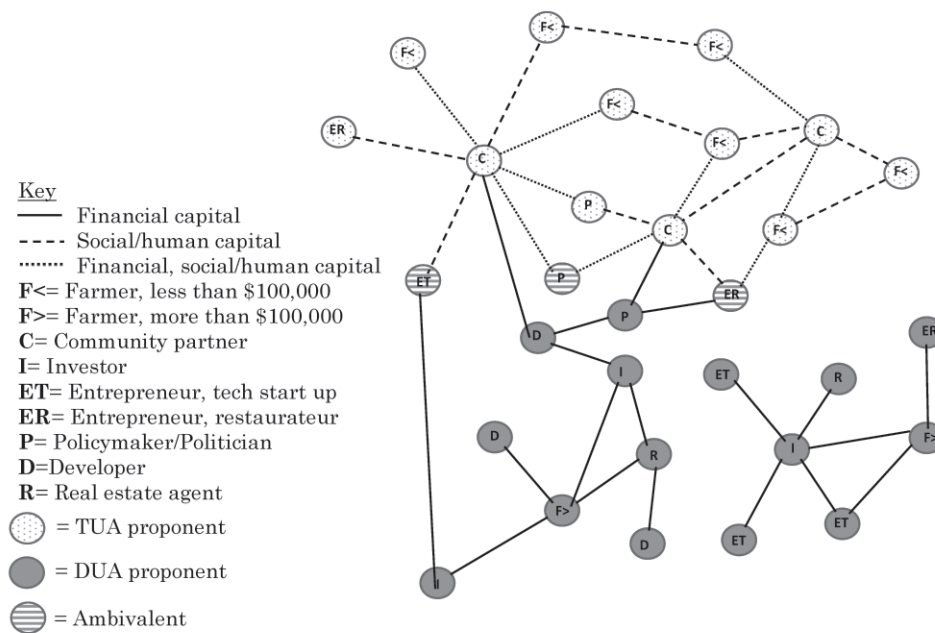 F<
F<
F<
F<
ER
C
F<
F<
C
F<
P
C
F<
ET
P
ER
P
D
I
ER
ET
R
D
R
I
F>
F>
D
ET
ET
I
Key
Financial capital
Social/human capital
Financial, social/human capital
F<= Farmer, less than $100,000
F>= Farmer, more than $100,000
C= Community partner
I= Investor
ET= Entrepreneur, tech start up
ER= Entrepreneur, restaurateur
P= Policymaker/Politician
D=Developer
R= Real estate agent
= TUA proponent
= DUA proponent
= Ambivalent